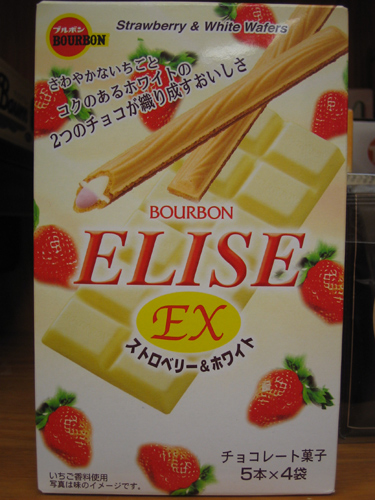 ブルボン
BOURBON
Strawberry & White Wafers
さわやかないちごと
コクのあるホワイトの
2つのチョコが織り成すおいしさ
BOURBON
ELISE
EX
ストロベリー&ホワイト
チョコレート菓子
5本×4袋
いちご香料使用
写真は味のイメージです。